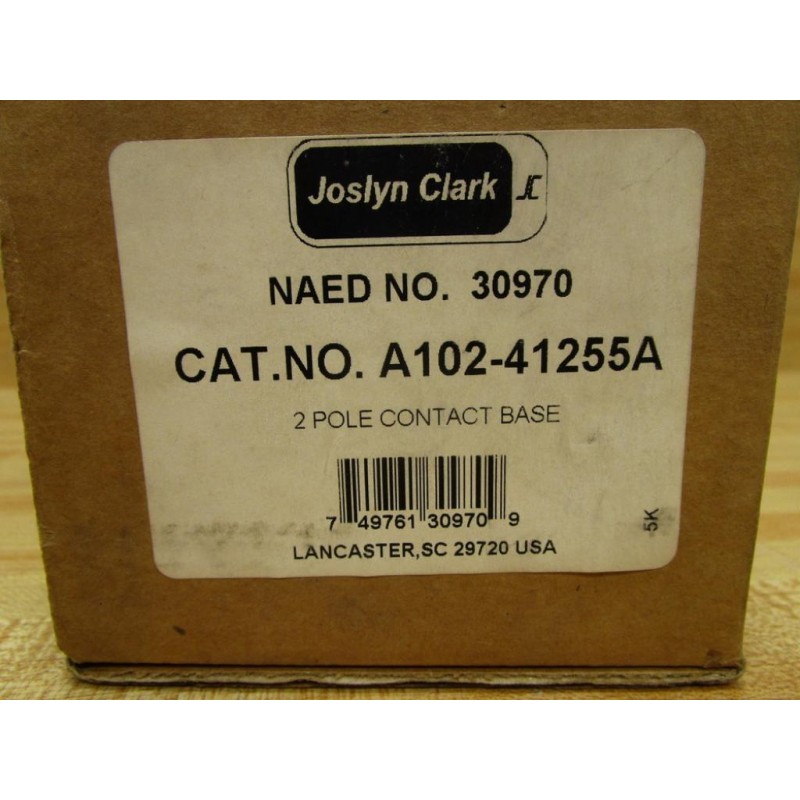 Joslyn Clark JC
NAED NO. 30970
CAT.NO. A102-41255A
2 POLE CONTACT BASE
7 49761 30970 9
5K
LANCASTER,SC 29720 USA